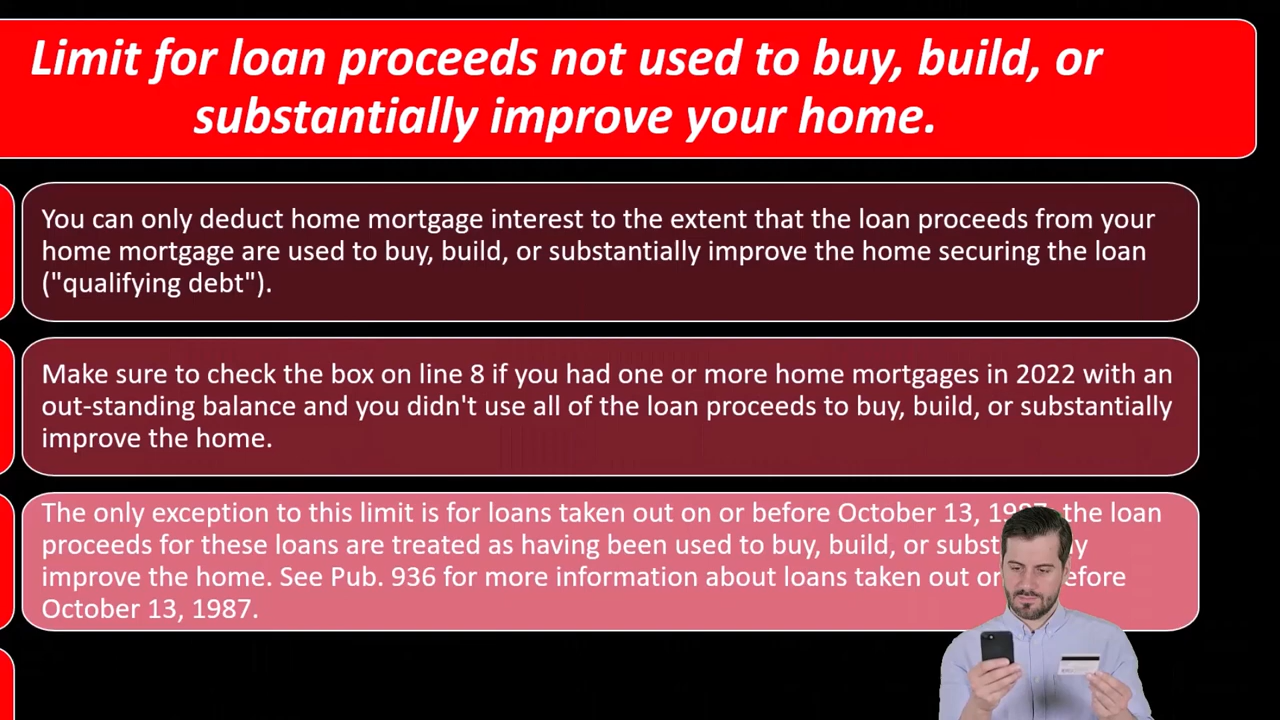 Limit for loan proceeds not used to buy, build, or
substantially improve your home.
You can only deduct home mortgage interest to the extent that the loan proceeds from your
home mortgage are used to buy, build, or substantially improve the home securing the loan
("qualifying debt").
Make sure to check the box on line 8 if you had one or more home mortgages in 2022 with an
out-standing balance and you didn't use all of the loan proceeds to buy, build, or substantially
improve the home.
The only exception to this limit is for loans taken out on or before October 13, the loan
proceeds for these loans are treated as having been used to buy, build, or
improve the home. See Pub. 936 for more information about loans taken out
October 13, 1987.